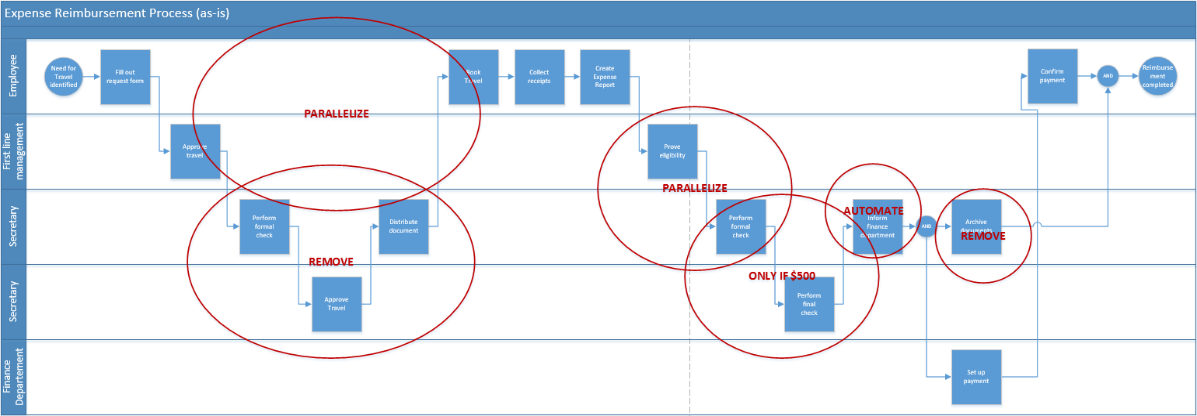 Expense Reimbursement Process (as-is)
Employee
Need for
Travel
identified
Fill out
request form
PARALLELIZE
Book
Travel
Collect
receipts
Create
Expense
Report
Confirm
payment
AND
Reimburse
ment
completed
First line
management
Approve
travel
Prove
eligibility
PARALLELIZE
Secretary
Perform
formal
check
Distribute
document
REMOVE
Perform
formal
check
AUTOMATE
Inform
finance
department
AND
Archive
documents
REMOVE
Secretary
Approve
Travel
ONLY IF $500
Perform
final
check
Finance
Departement
Set up
payment